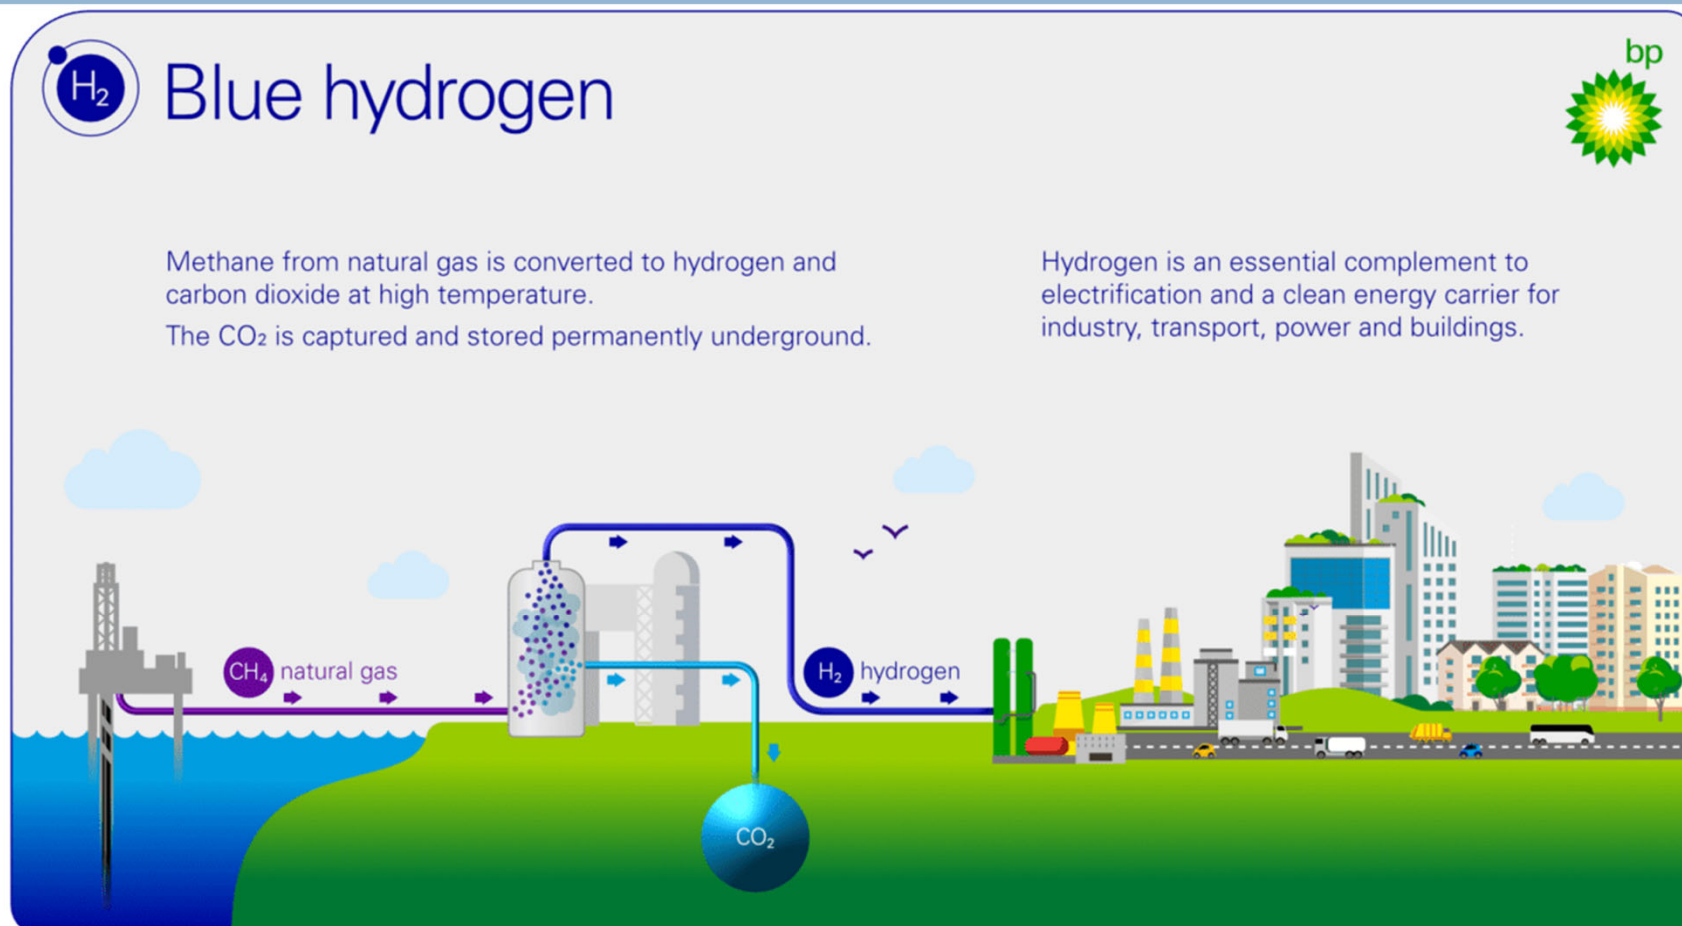 H₂
Blue hydrogen
bp
Methane from natural gas is converted to hydrogen and
carbon dioxide at high temperature.
The CO₂ is captured and stored permanently underground.
Hydrogen is an essential complement to
electrification and a clean energy carrier for
industry, transport, power and buildings.
CH₄ natural gas
H₂ hydrogen
CO₂